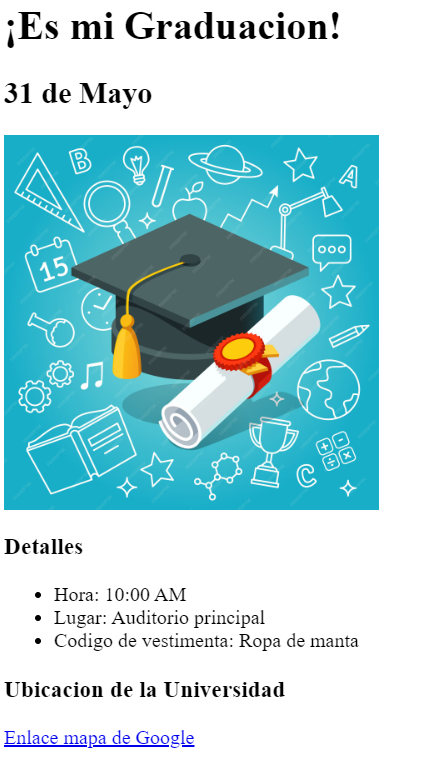 ¡Es mi Graduacion!
31 de Mayo
B
A
15
C
Detalles
Hora: 10:00 AM
Lugar: Auditorio principal
Codigo de vestimenta: Ropa de manta
Ubicacion de la Universidad
Enlace mapa de Google